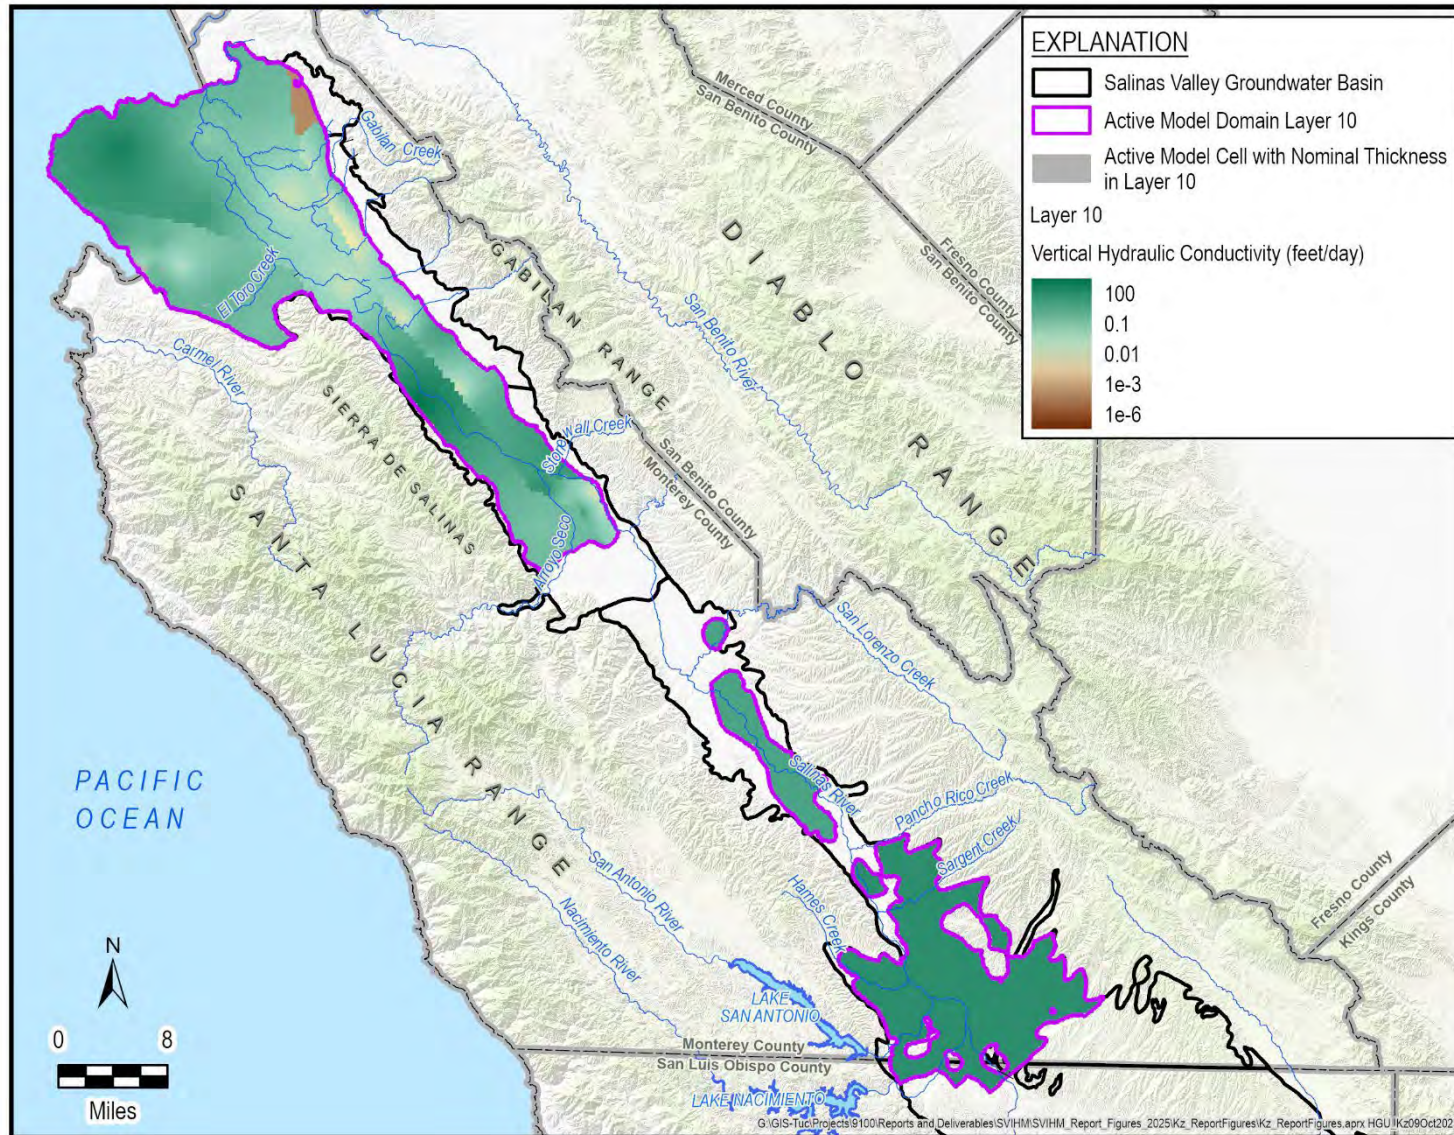 EXPLANATION
Salinas Valley Groundwater Basin
Active Model Domain Layer 10
Active Model Cell with Nominal Thickness
in Layer 10
Layer 10
Vertical Hydraulic Conductivity (feet/day)
100
0.1
0.01
1e-3
1e-6
Merced County
San Benito County
Fresno County
San Benito County
Gabilan Creek
DIABLO RANGE
GABILAN RANGE
San Benito River
El Toro Creek
Carmel River
SIERRA DE SALINAS
Stonewall Creek
San Benito County
Monterey County
SANTA LUCIA RANGE
Arroyo Seco
San Lorenzo Creek
PACIFIC
OCEAN
Salinas River
Pancho Rico Creek
Sargent Creek
San Antonio River
Nacimiento River
Hames Creek
Fresno County
Kings County
N
LAKE
SAN ANTONIO
0 8
Miles
Monterey County
San Luis Obispo County
LAKE NACIMIENTO